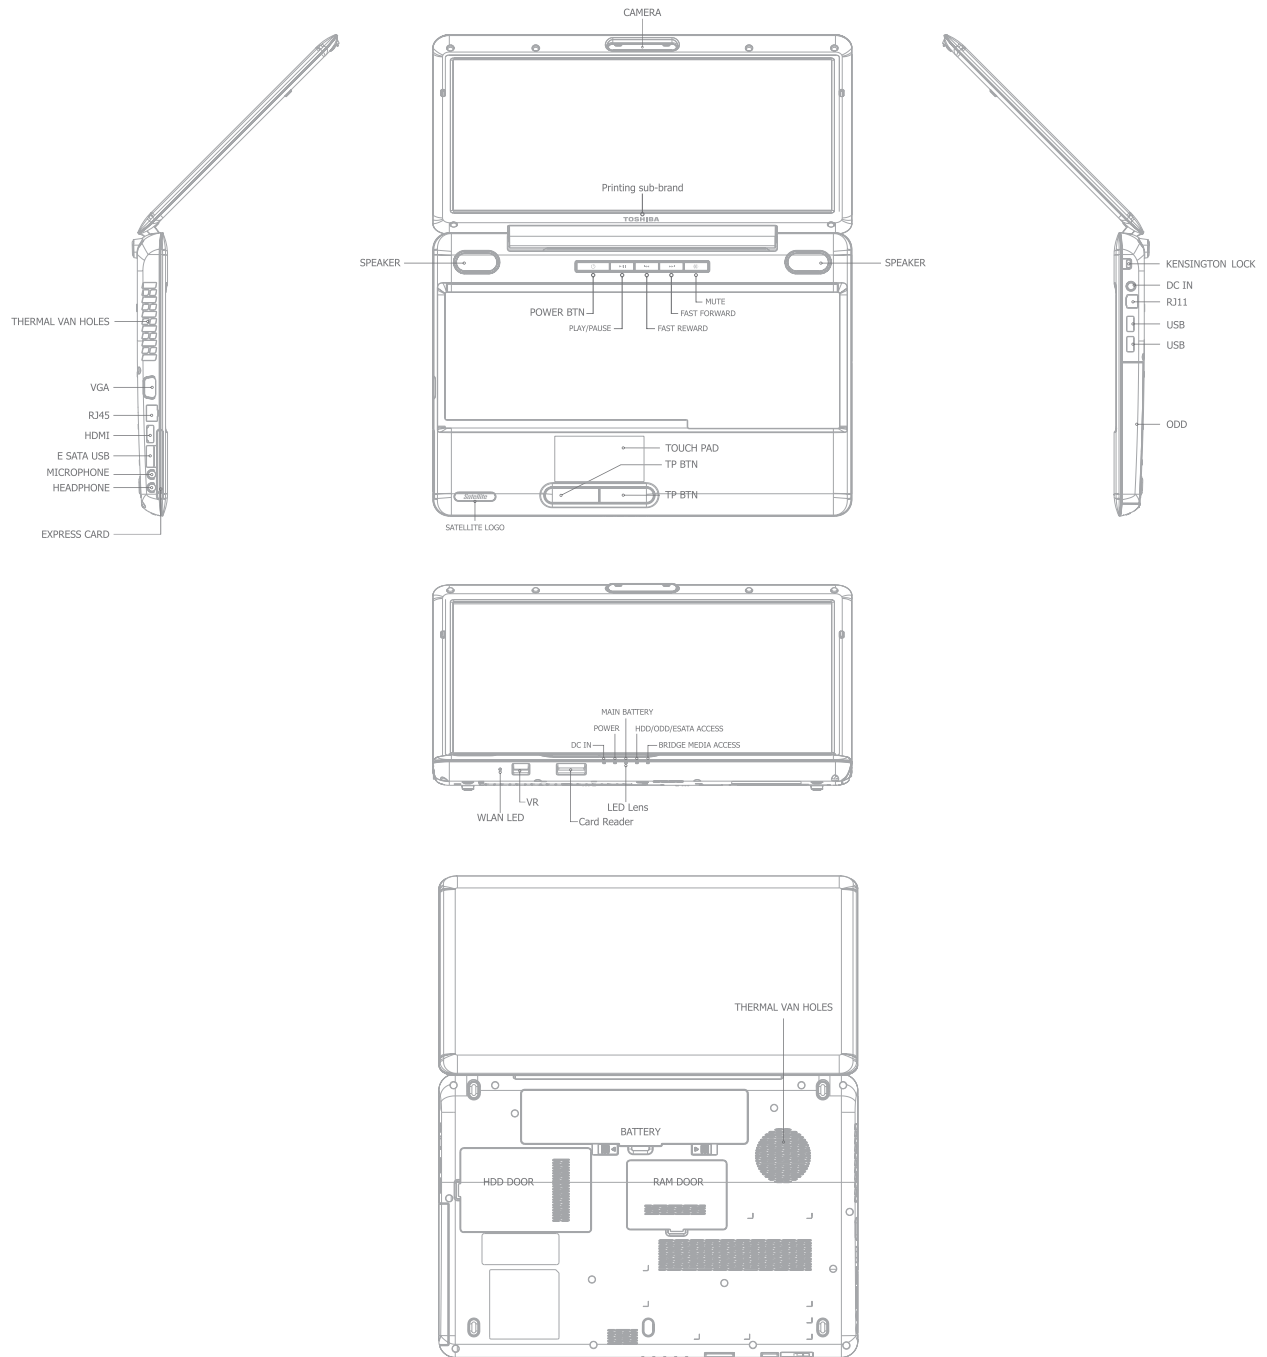 CAMERA
Printing sub-brand
TOSHIBA
SPEAKER
SPEAKER
POWER BTN
PLAY/PAUSE
MUTE
FAST FORWARD
FAST REWARD
THERMAL VAN HOLES
VGA
RJ45
HDMI
E SATA USB
MICROPHONE
HEADPHONE
EXPRESS CARD
TOUCH PAD
TP BTN
TP BTN
Satellite
SATELLITE LOGO
KENSINGTON LOCK
DC IN
RJ11
USB
USB
ODD
MAIN BATTERY
POWER
HDD/ODD/ESATA ACCESS
DC IN
BRIDGE MEDIA ACCESS
WLAN LED
VR
Card Reader
LED Lens
THERMAL VAN HOLES
BATTERY
HDD DOOR
RAM DOOR